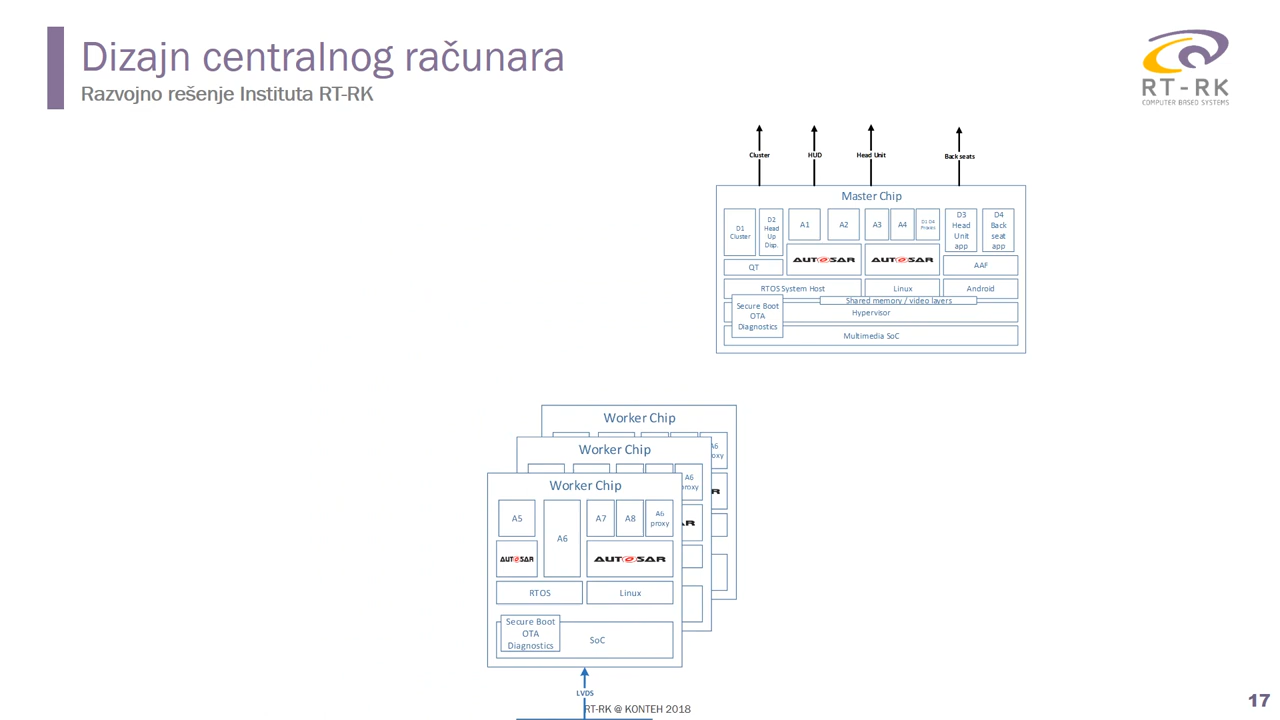 Dizajn centralnog računara
Razvojno rešenje Instituta RT-RK
RT-RK
COMPUTER BASED SYSTEMS
Cluster
HUD
Head Unit
Back seats
Master Chip
D1
Cluster
D2
Head
Up
Disp.
A1
A2
A3
A4
D1 D4
D3
Head
Unit
app
D4
Back
seat
app
QT
AUTOSAR
AUTOSAR
AAF
RTOS System Host
Linux
Android
Shared memory / video layers
Secure Boot
OTA
Diagnostics
Hypervisor
Multimedia SoC
Worker Chip
A6
oxy
R
Worker Chip
A6
proxy
AR
Worker Chip
A5
A6
A7
A8
A6
proxy
AUTOSAR
AUTOSAR
RTOS
Linux
Secure Boot
OTA
Diagnostics
SoC
LVDS
RT-RK @ KONTEH 2018
17